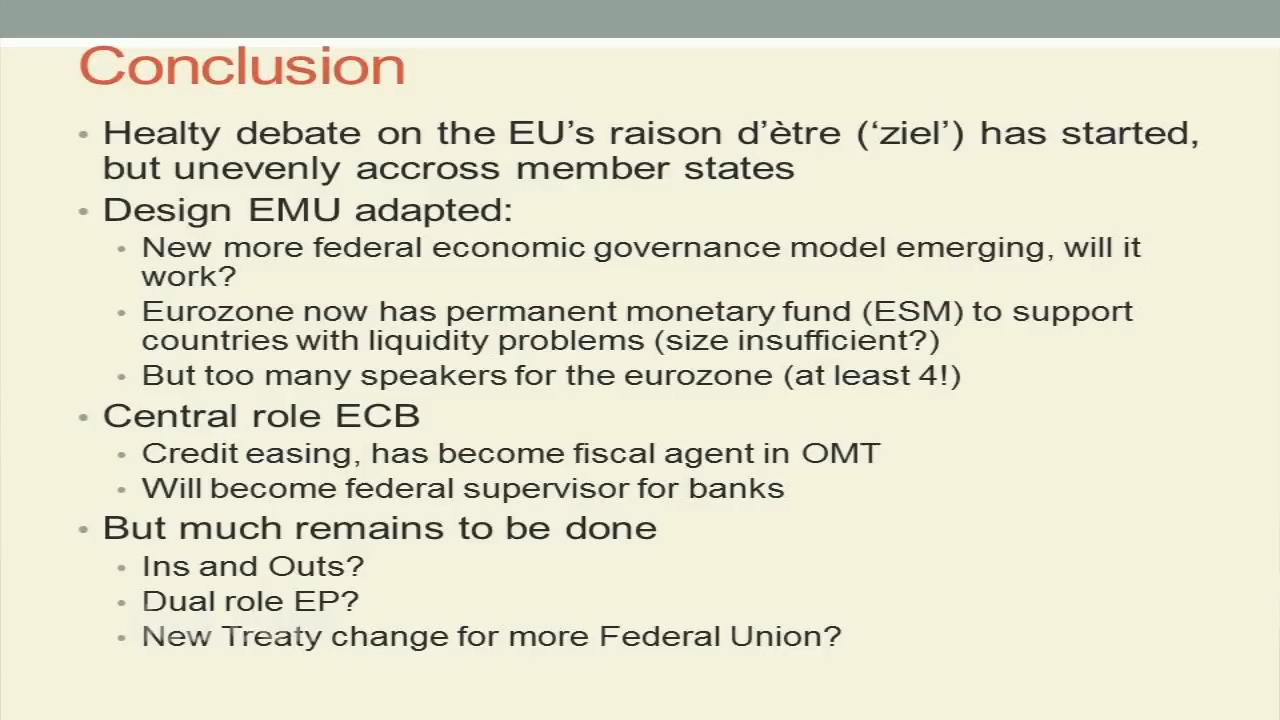 Conclusion
• Healty debate on the EU's raison d'ètre ('ziel') has started,
but unevenly accross member states
• Design EMU adapted:
• New more federal economic governance model emerging, will it
work?
• Eurozone now has permanent monetary fund (ESM) to support
countries with liquidity problems (size insufficient?)
• But too many speakers for the eurozone (at least 4!)
• Central role ECB
• Credit easing, has become fiscal agent in OMT
• Will become federal supervisor for banks
• But much remains to be done
• Ins and Outs?
• Dual role EP?
• New Treaty change for more Federal Union?